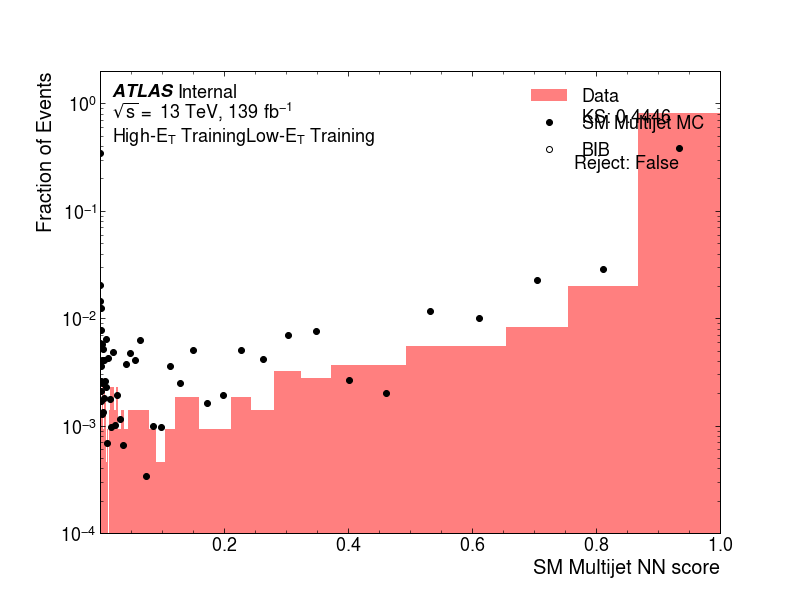 ATLAS Internal
√s = 13 TeV, 139 fb⁻¹
High-E_T TrainingLow-E_T Training
Data
KS: 0.4446
SM Multijet MC
BIB
Reject: False
Fraction of Events
10⁰
10⁻¹
10⁻²
10⁻³
10⁻⁴
0.2 0.4 0.6 0.8 1.0
SM Multijet NN score